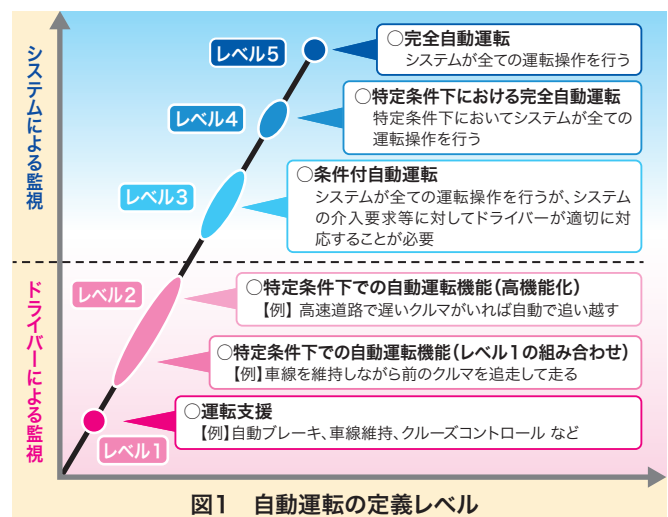 システムによる監視
レベル5
○完全自動運転
システムが全ての運転操作を行う
レベル4
○特定条件下における完全自動運転
特定条件下においてシステムが全ての
運転操作を行う
レベル3
○条件付自動運転
システムが全ての運転操作を行うが、システム
の介入要求等に対してドライバーが適切に対
応することが必要
ドライバーによる監視
レベル2
○特定条件下での自動運転機能(高機能化)
【例】 高速道路で遅いクルマがいれば自動で追い越す
○特定条件下での自動運転機能(レベル1の組み合わせ)
【例】車線を維持しながら前のクルマを追走して走る
○運転支援
【例】自動ブレーキ、車線維持、クルーズコントロール など
レベル1
図1 自動運転の定義レベル